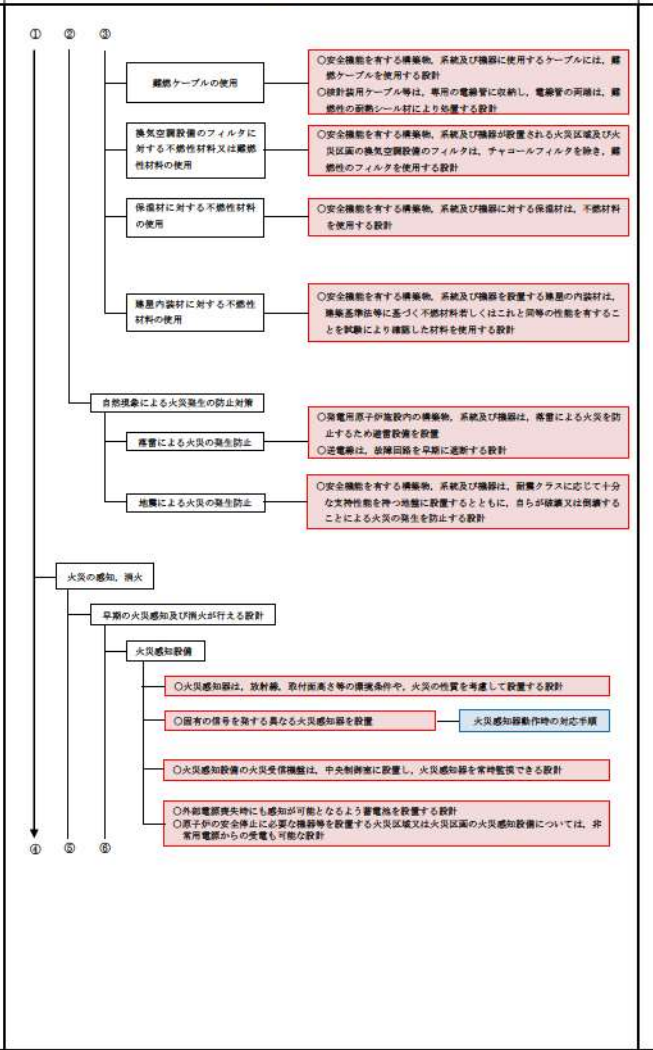 ① ② ③
難燃ケーブルの使用
○安全機能を有する構築物，系統及び機器に使用するケーブルには，難
燃ケーブルを使用する設計
○核計装用ケーブル等は，専用の電線管に収納し，電線管の両端は，難
燃性の耐熱シール材により処置する設計
換気空調設備のフィルタに
対する不燃性材料又は難燃
性材料の使用
○安全機能を有する構築物，系統及び機器が設置される火災区域及び火
災区画の換気空調設備のフィルタは，チャコールフィルタを除き，難
燃性のフィルタを使用する設計
保温材に対する不燃性材料
の使用
○安全機能を有する構築物，系統及び機器に対する保温材は，不燃材料
を使用する設計
建屋内装材に対する不燃性
材料の使用
○安全機能を有する構築物，系統及び機器を設置する建屋の内装材は，
建築基準法等に基づく不燃材料若しくはこれと同等の性能を有するこ
とを試験により確認した材料を使用する設計
自然現象による火災発生の防止対策
落雷による火災の発生防止
○発電用原子炉施設内の構築物，系統及び機器は，落雷による火災を防
止するため避雷設備を設置
○送電線は，故障回路を早期に遮断する設計
地震による火災の発生防止
○安全機能を有する構築物，系統及び機器は，耐震クラスに応じて十分
な支持性能を持つ地盤に設置するとともに，自らが破壊又は倒壊する
ことによる火災の発生を防止する設計
火災の感知，消火
早期の火災感知及び消火が行える設計
火災感知設備
○火災感知器は，放射線，取付面高さ等の環境条件や，火災の性質を考慮して設置する設計
○固有の信号を発する異なる火災感知器を設置
火災感知器動作時の対応手順
○火災感知設備の火災受信機盤は，中央制御室に設置し，火災感知器を常時監視できる設計
○外部電源喪失時にも感知が可能となるよう蓄電池を設置する設計
○原子炉の安全停止に必要な機器等を設置する火災区域又は火災区画の火災感知設備については，非
常用電源からの受電も可能な設計
④ ⑤ ⑥